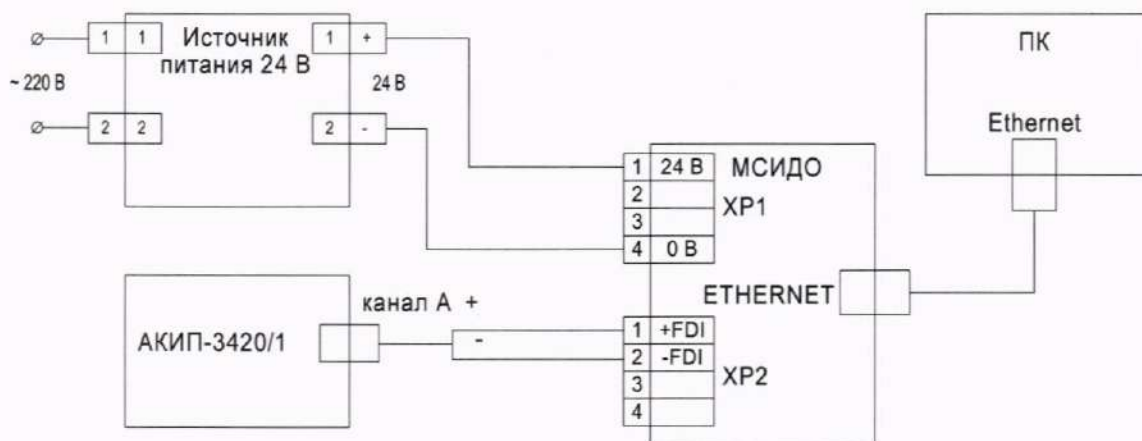 1 1 Источник 1 +
питания 24 В
~ 220 В
24 В
2 2 2 -
ПК
Ethernet
1 24 В МСИДО
2
XP1
3
4 0 В
ETHERNET
канал А +
АКИП-3420/1
-
1 +FDI
2 -FDI
XP2
3
4